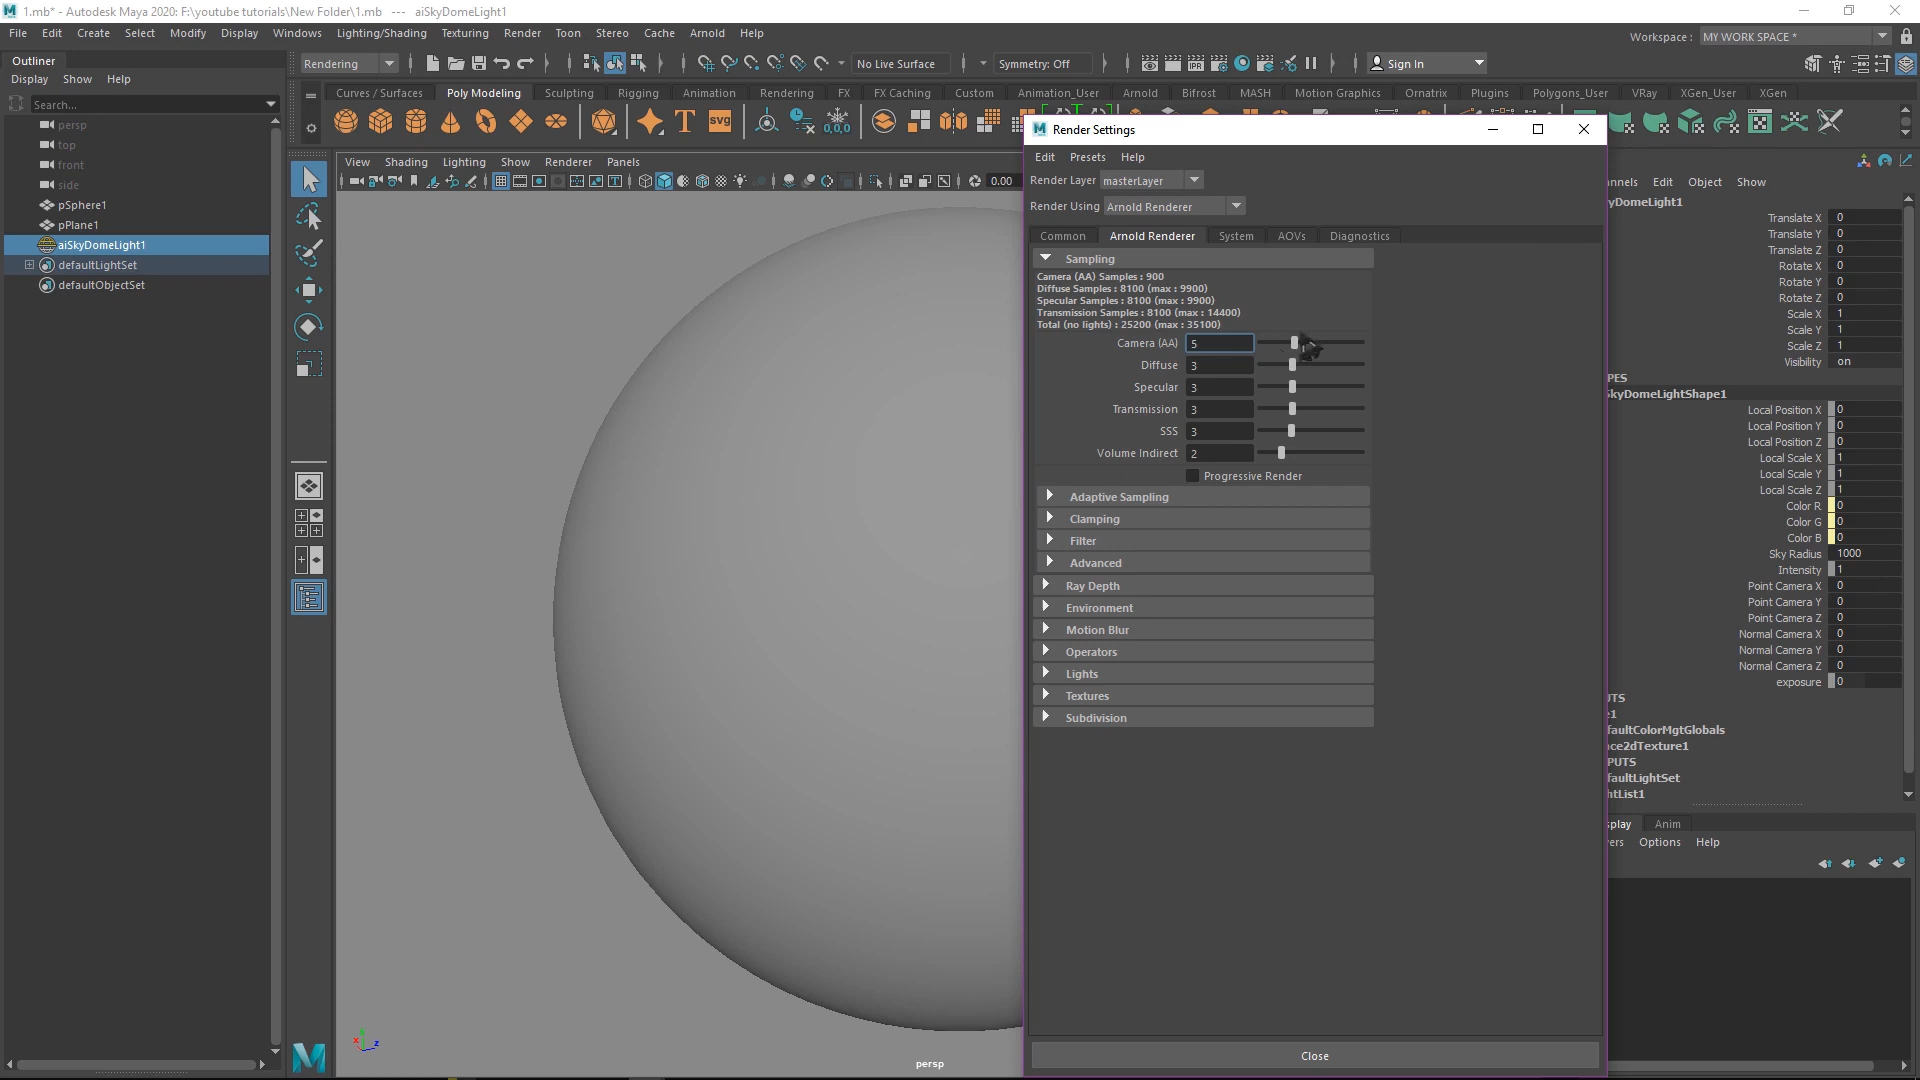 1.mb* - Autodesk Maya 2020: F:\youtube tutorials\New Folder\1.mb   ---   aiSkyDomeLight1
File Edit Create Select Modify Display Windows Lighting/Shading Texturing Render Toon Stereo Cache Arnold Help
Workspace : MY WORK SPACE *
Outliner
Display Show Help
Search...
persp
top
front
side
pSphere1
pPlane1
aiSkyDomeLight1
defaultLightSet
defaultObjectSet
Rendering
No Live Surface
Symmetry: Off
Sign In
Curves / Surfaces Poly Modeling Sculpting Rigging Animation Rendering FX FX Caching Custom Animation_User Arnold Bifrost MASH Motion Graphics Ornatrix Plugins Polygons_User VRay XGen_User XGen
SVG
0,0,0
View Shading Lighting Show Renderer Panels
0.00
persp
Render Settings
Edit Presets Help
Render Layer masterLayer
Render Using Arnold Renderer
Common Arnold Renderer System AOVs Diagnostics
Sampling
Camera (AA) Samples : 900
Diffuse Samples : 8100 (max : 9900)
Specular Samples : 8100 (max : 9900)
Transmission Samples : 8100 (max : 14400)
Total (no lights) : 25200 (max : 35100)
Camera (AA) 5
Diffuse 3
Specular 3
Transmission 3
SSS 3
Volume Indirect 2
Progressive Render
Adaptive Sampling
Clamping
Filter
Advanced
Ray Depth
Environment
Motion Blur
Operators
Lights
Textures
Subdivision
Close
nnels Edit Object Show
yDomeLight1
Translate X 0
Translate Y 0
Translate Z 0
Rotate X 0
Rotate Y 0
Rotate Z 0
Scale X 1
Scale Y 1
Scale Z 1
Visibility on
PES
SkyDomeLightShape1
Local Position X 0
Local Position Y 0
Local Position Z 0
Local Scale X 1
Local Scale Y 1
Local Scale Z 1
Color R 0
Color G 0
Color B 0
Sky Radius 1000
Intensity 1
Point Camera X 0
Point Camera Y 0
Point Camera Z 0
Normal Camera X 0
Normal Camera Y 0
Normal Camera Z 0
exposure 0
UTS
e1
faultColorMgtGlobals
ace2dTexture1
PUTS
faultLightSet
htList1
splay Anim
ers Options Help